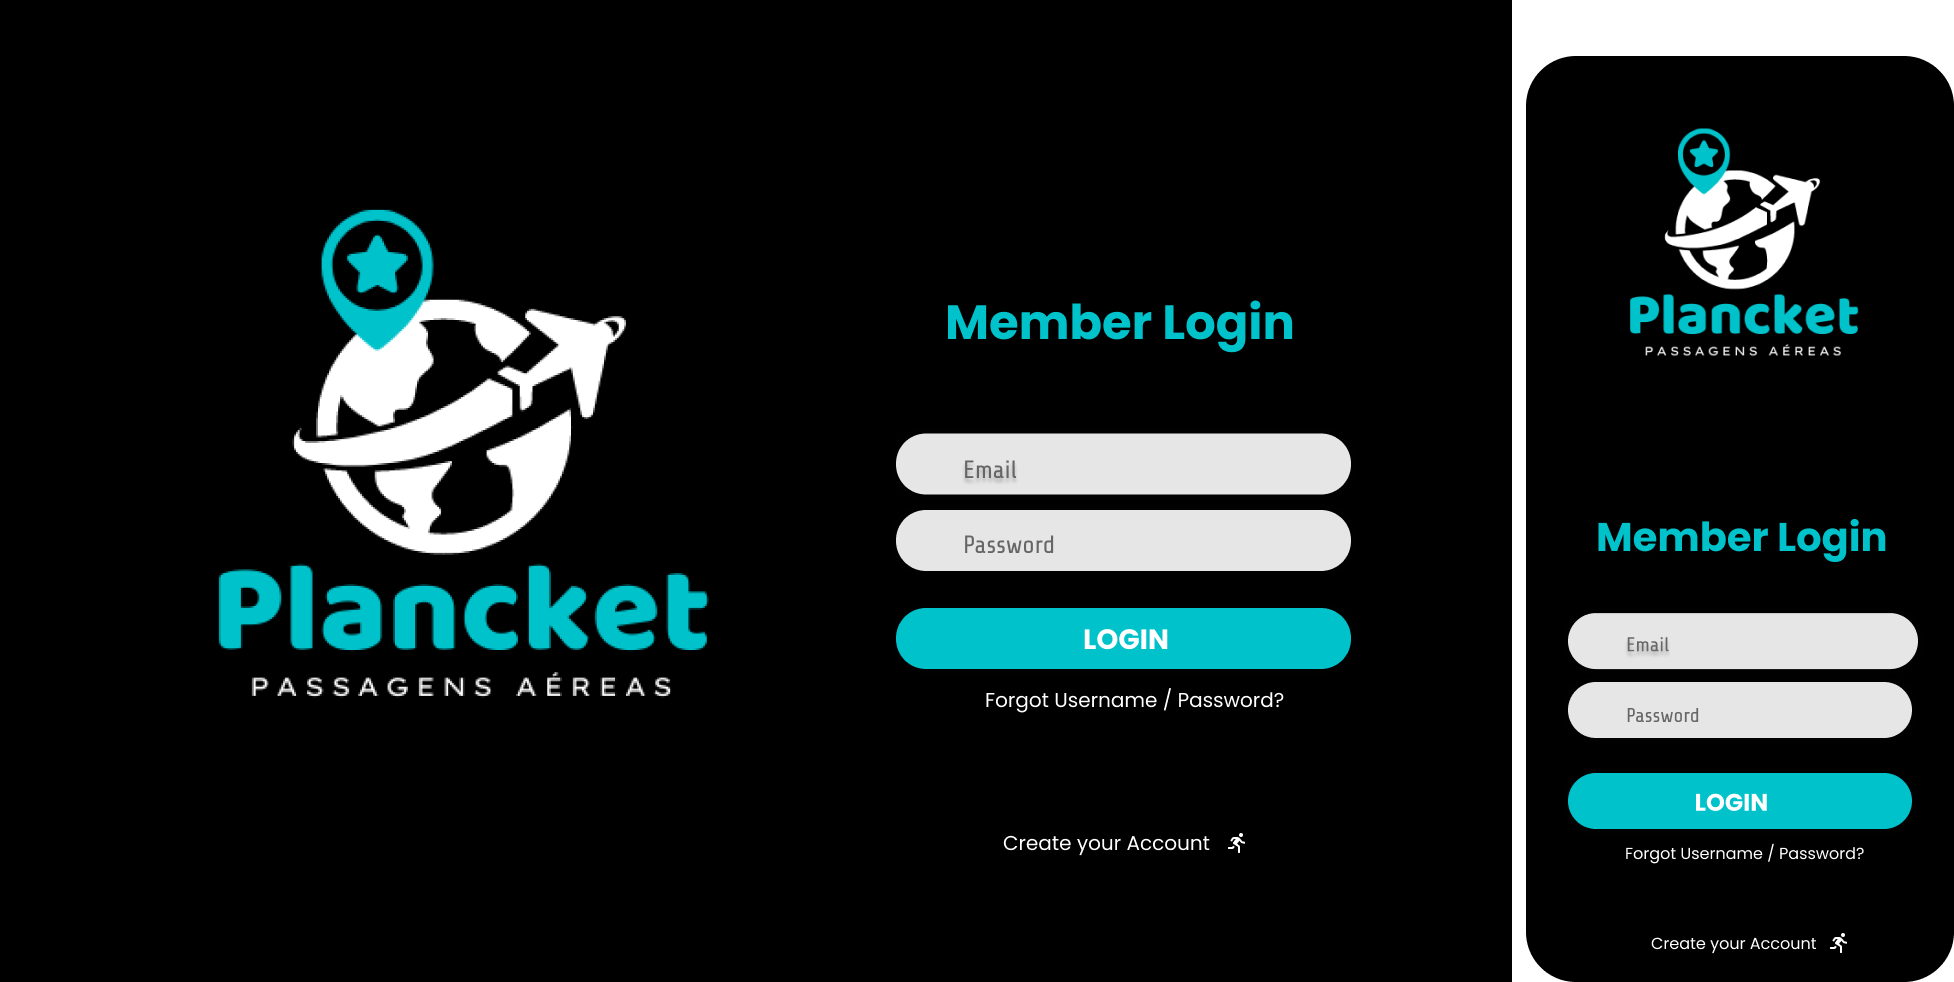 Plancket
PASSAGENS AÉREAS
Member Login
Email
Password
LOGIN
Forgot Username / Password?
Create your Account
Plancket
PASSAGENS AÉREAS
Member Login
Email
Password
LOGIN
Forgot Username / Password?
Create your Account